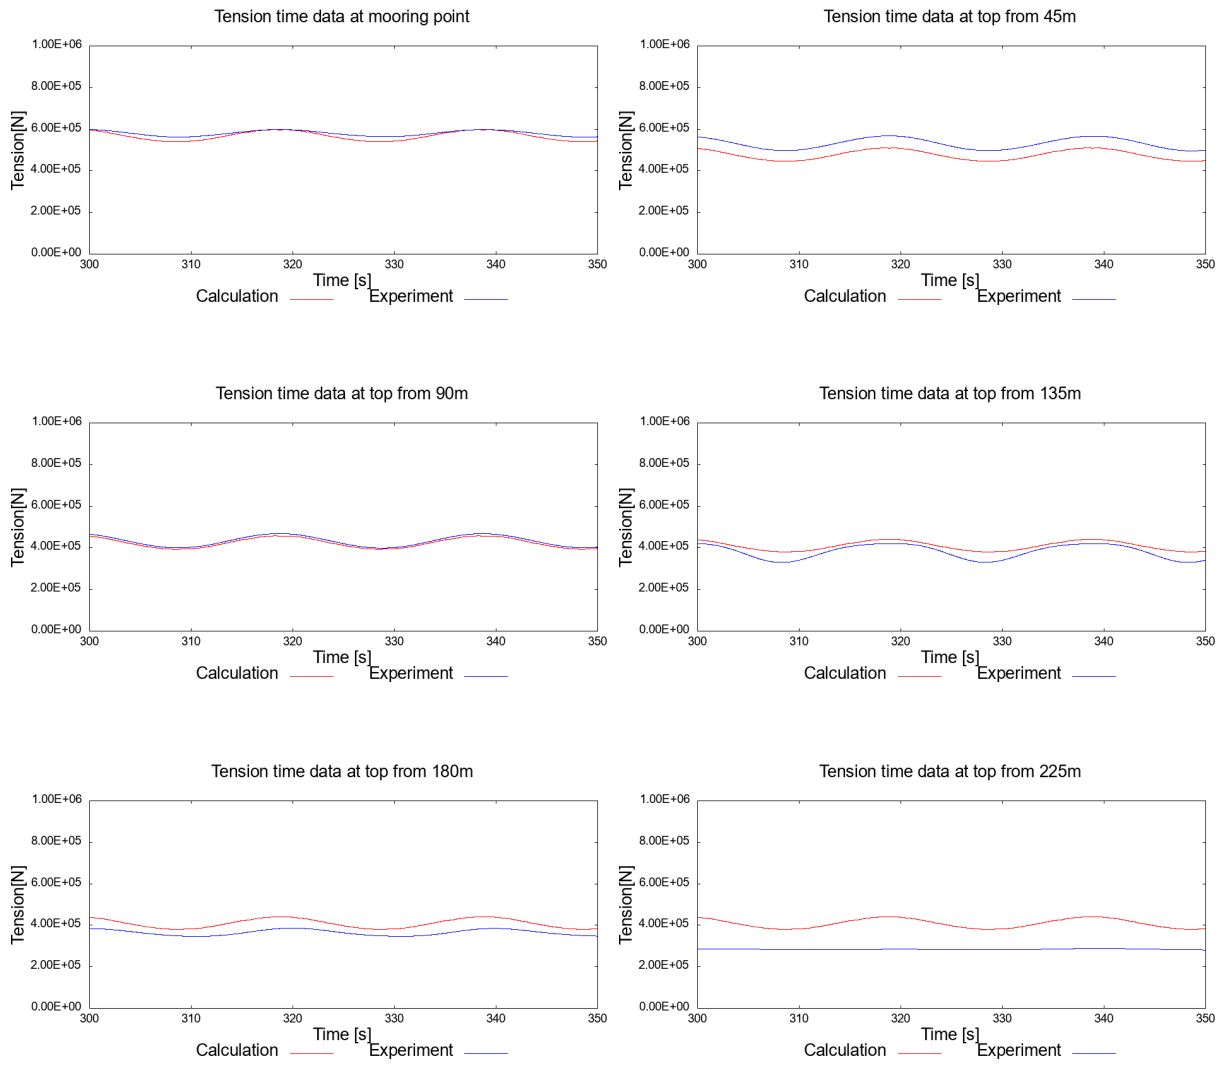 Tension time data at mooring point
1.00E+06
8.00E+05
6.00E+05
4.00E+05
2.00E+05
0.00E+00
Tension[N]
300 310 320 330 340 350
Time [s]
Calculation Experiment
Tension time data at top from 45m
1.00E+06
8.00E+05
6.00E+05
4.00E+05
2.00E+05
0.00E+00
Tension[N]
300 310 320 330 340 350
Time [s]
Calculation Experiment
Tension time data at top from 90m
1.00E+06
8.00E+05
6.00E+05
4.00E+05
2.00E+05
0.00E+00
Tension[N]
300 310 320 330 340 350
Time [s]
Calculation Experiment
Tension time data at top from 135m
1.00E+06
8.00E+05
6.00E+05
4.00E+05
2.00E+05
0.00E+00
Tension[N]
300 310 320 330 340 350
Time [s]
Calculation Experiment
Tension time data at top from 180m
1.00E+06
8.00E+05
6.00E+05
4.00E+05
2.00E+05
0.00E+00
Tension[N]
300 310 320 330 340 350
Time [s]
Calculation Experiment
Tension time data at top from 225m
1.00E+06
8.00E+05
6.00E+05
4.00E+05
2.00E+05
0.00E+00
Tension[N]
300 310 320 330 340 350
Time [s]
Calculation Experiment